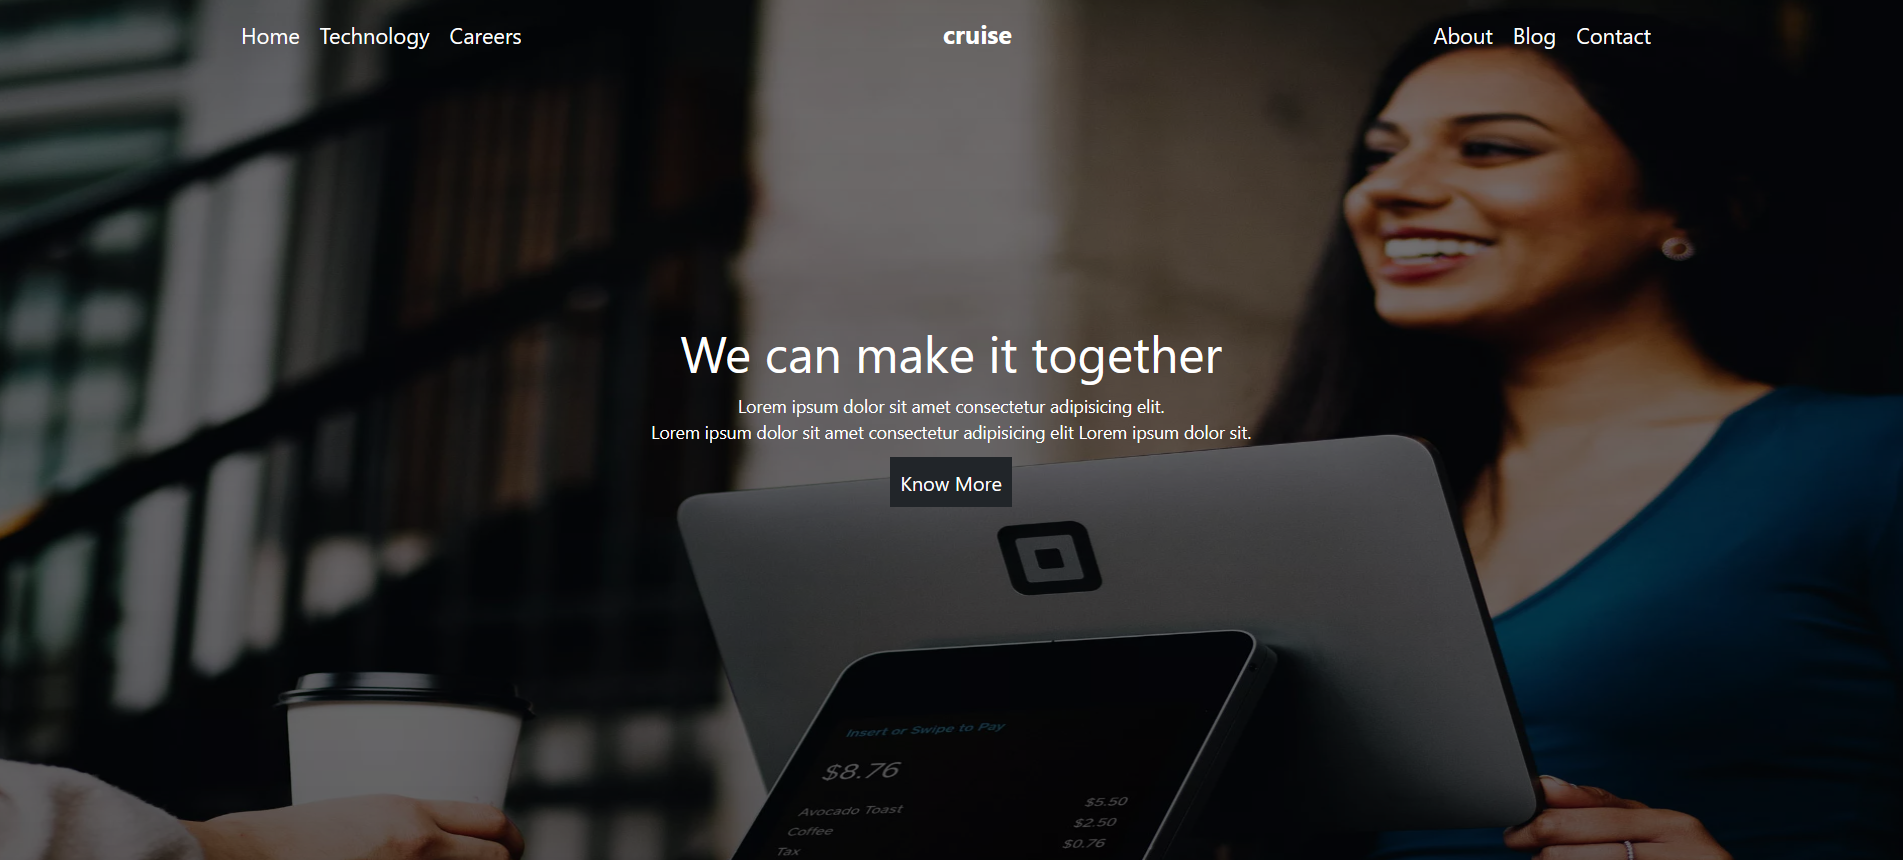 Home Technology Careers cruise About Blog Contact
We can make it together
Lorem ipsum dolor sit amet consectetur adipisicing elit.
Lorem ipsum dolor sit amet consectetur adipisicing elit Lorem ipsum dolor sit.
Know More
Insert or Swipe to Pay
$8.76
Avocado Toast $5.50
Coffee $2.50
Tax $0.76